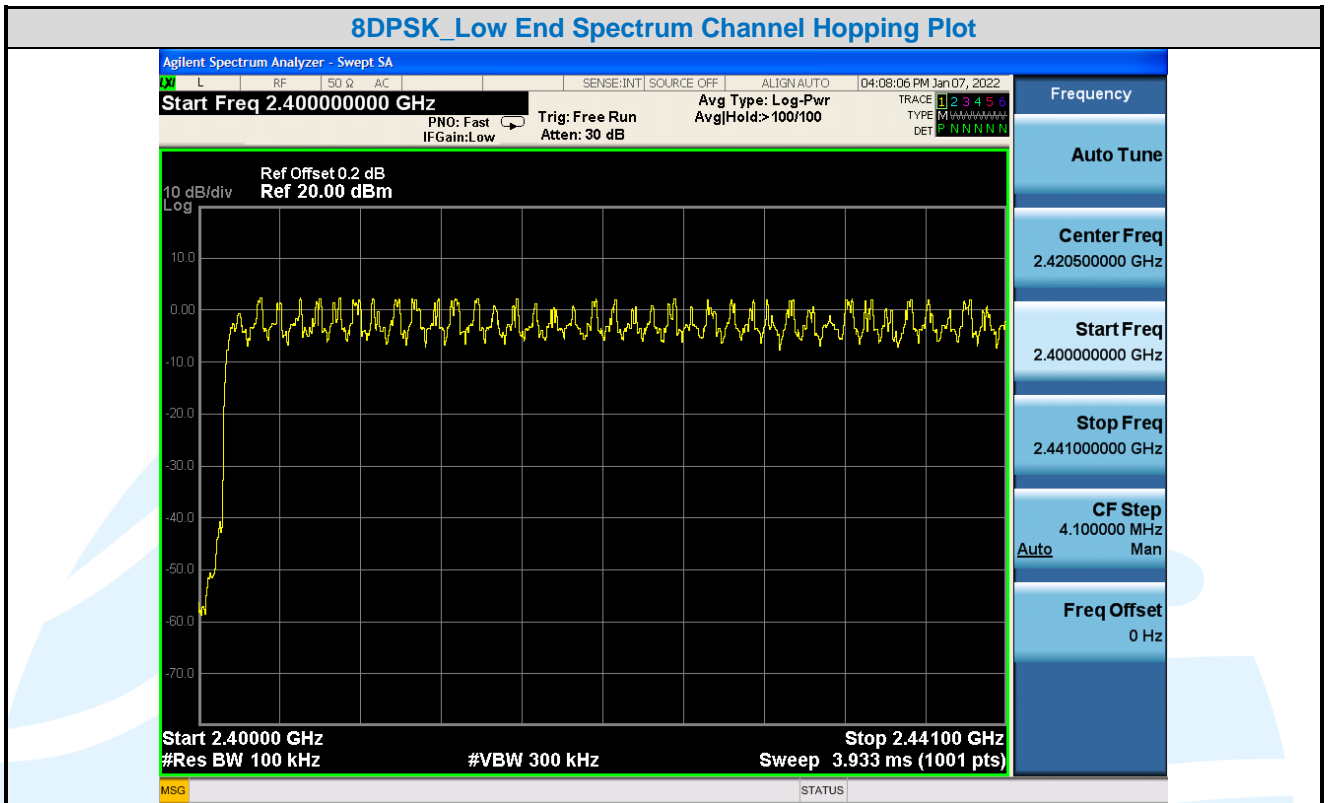 8DPSK_Low End Spectrum Channel Hopping Plot
Agilent Spectrum Analyzer - Swept SA
LXI L RF 50 Ω AC SENSE:INT SOURCE OFF ALIGN AUTO 04:08:06 PM Jan 07, 2022
Start Freq 2.400000000 GHz
PNO: Fast
IFGain:Low
Trig: Free Run
Atten: 30 dB
Avg Type: Log-Pwr
Avg|Hold:> 100/100
TRACE 1 2 3 4 5 6
TYPE M
DET P N N N N N
Ref Offset 0.2 dB
10 dB/div Ref 20.00 dBm
Log
10.0
0.00
-10.0
-20.0
-30.0
-40.0
-50.0
-60.0
-70.0
Start 2.40000 GHz Stop 2.44100 GHz
#Res BW 100 kHz #VBW 300 kHz Sweep 3.933 ms (1001 pts)
MSG STATUS
Frequency
Auto Tune
Center Freq
2.420500000 GHz
Start Freq
2.400000000 GHz
Stop Freq
2.441000000 GHz
CF Step
4.100000 MHz
Auto Man
Freq Offset
0 Hz